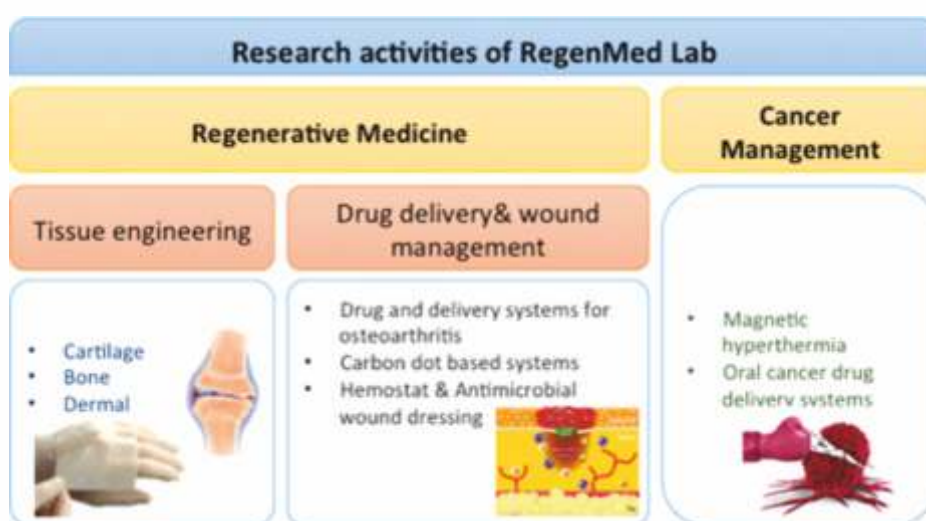 Research activities of RegenMed Lab
Regenerative Medicine
Cancer
Management
Tissue engineering
Drug delivery& wound
management
• Cartilage
• Bone
• Dermal
• Drug and delivery systems for
osteoarthritis
• Carbon dot based systems
• Hemostat & Antimicrobial
wound dressing
• Magnetic
hyperthermia
• Oral cancer drug
delivery systems